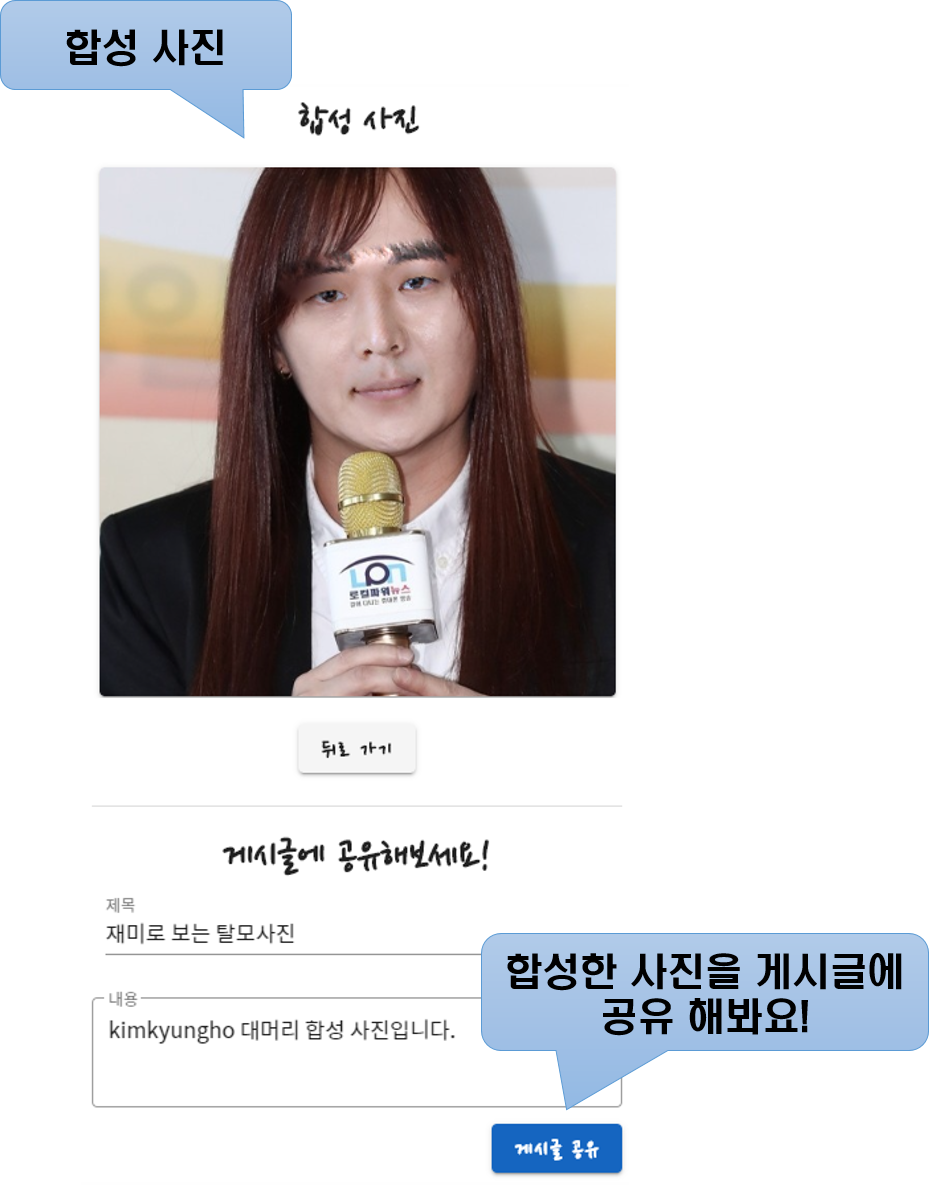 합성 사진
합성 사진
토킹파워뉴스
뒤로 가기
게시글에 공유해보세요!
제목
재미로 보는 탈모사진
합성한 사진을 게시글에
공유 해봐요!
내용
kimkyungho 대머리 합성 사진입니다.
게시글 공유